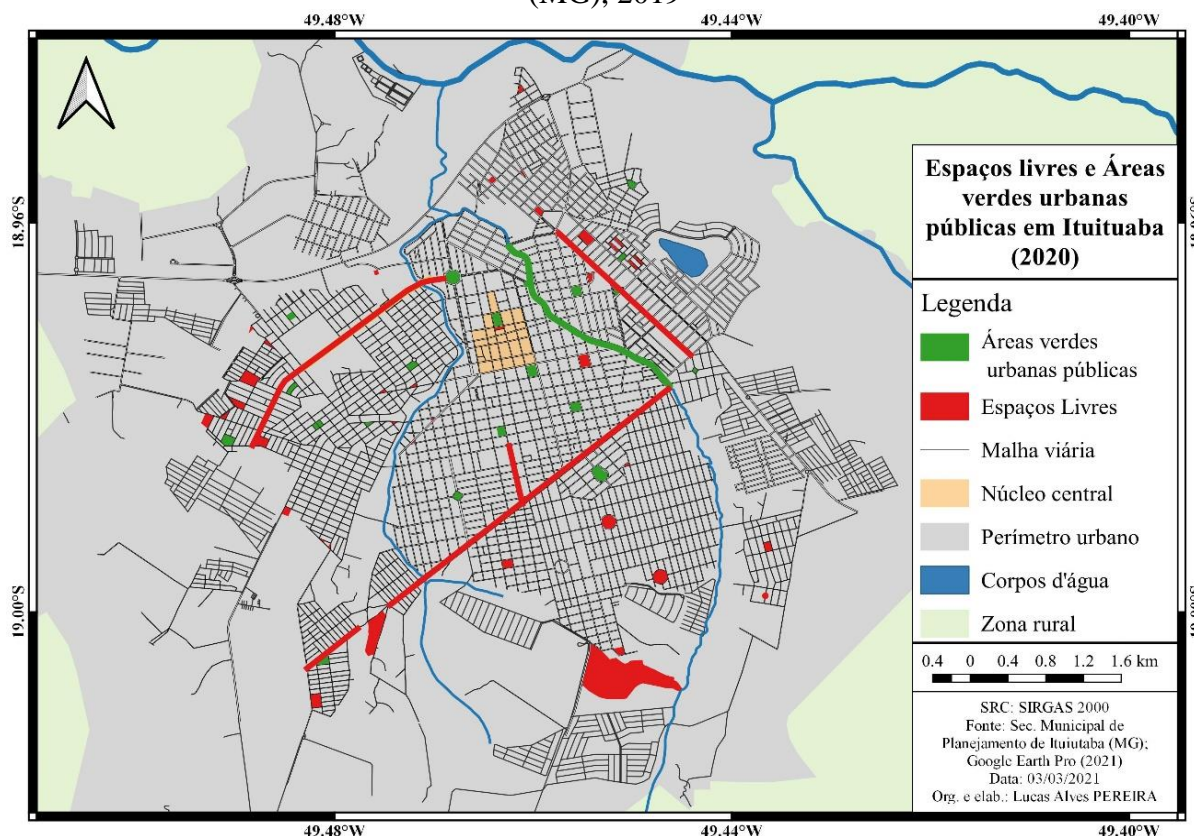 (MG), 2019
49.48°W 49.44°W 49.40°W
18.96°S
19.00°S
Espaços livres e Áreas
verdes urbanas
públicas em Ituituaba
(2020)
Legenda
Áreas verdes
urbanas públicas
Espaços Livres
Malha viária
Núcleo central
Perímetro urbano
Corpos d'água
Zona rural
0.4 0 0.4 0.8 1.2 1.6 km
SRC: SIRGAS 2000
Fonte: Sec. Municipal de
Planejamento de Ituiutaba (MG);
Google Earth Pro (2021)
Data: 03/03/2021
Org. e elab.: Lucas Alves PEREIRA
49.48°W 49.44°W 49.40°W